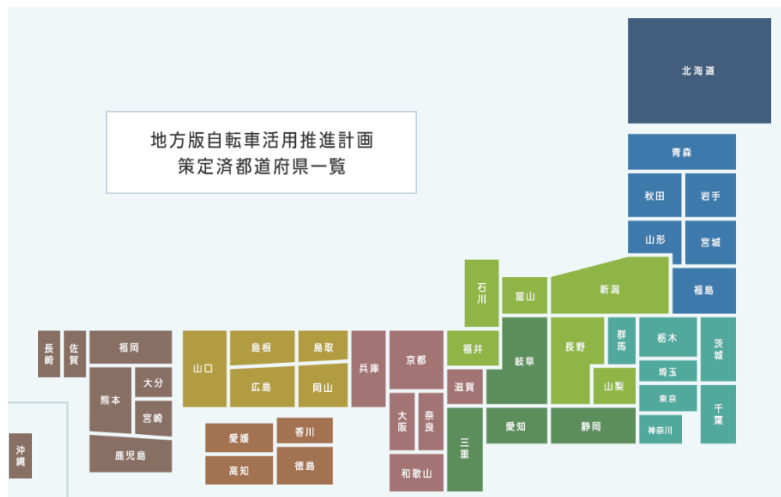 地方版自転車活用推進計画
策定済都道府県一覧
北海道
青森
秋田
岩手
山形
宮城
福島
石川
富山
新潟
福井
岐阜
長野
群馬
栃木
茨城
埼玉
山梨
東京
千葉
神奈川
愛知
静岡
三重
滋賀
京都
兵庫
大阪
奈良
和歌山
鳥取
島根
岡山
広島
山口
香川
愛媛
徳島
高知
福岡
佐賀
長崎
大分
熊本
宮崎
鹿児島
沖縄